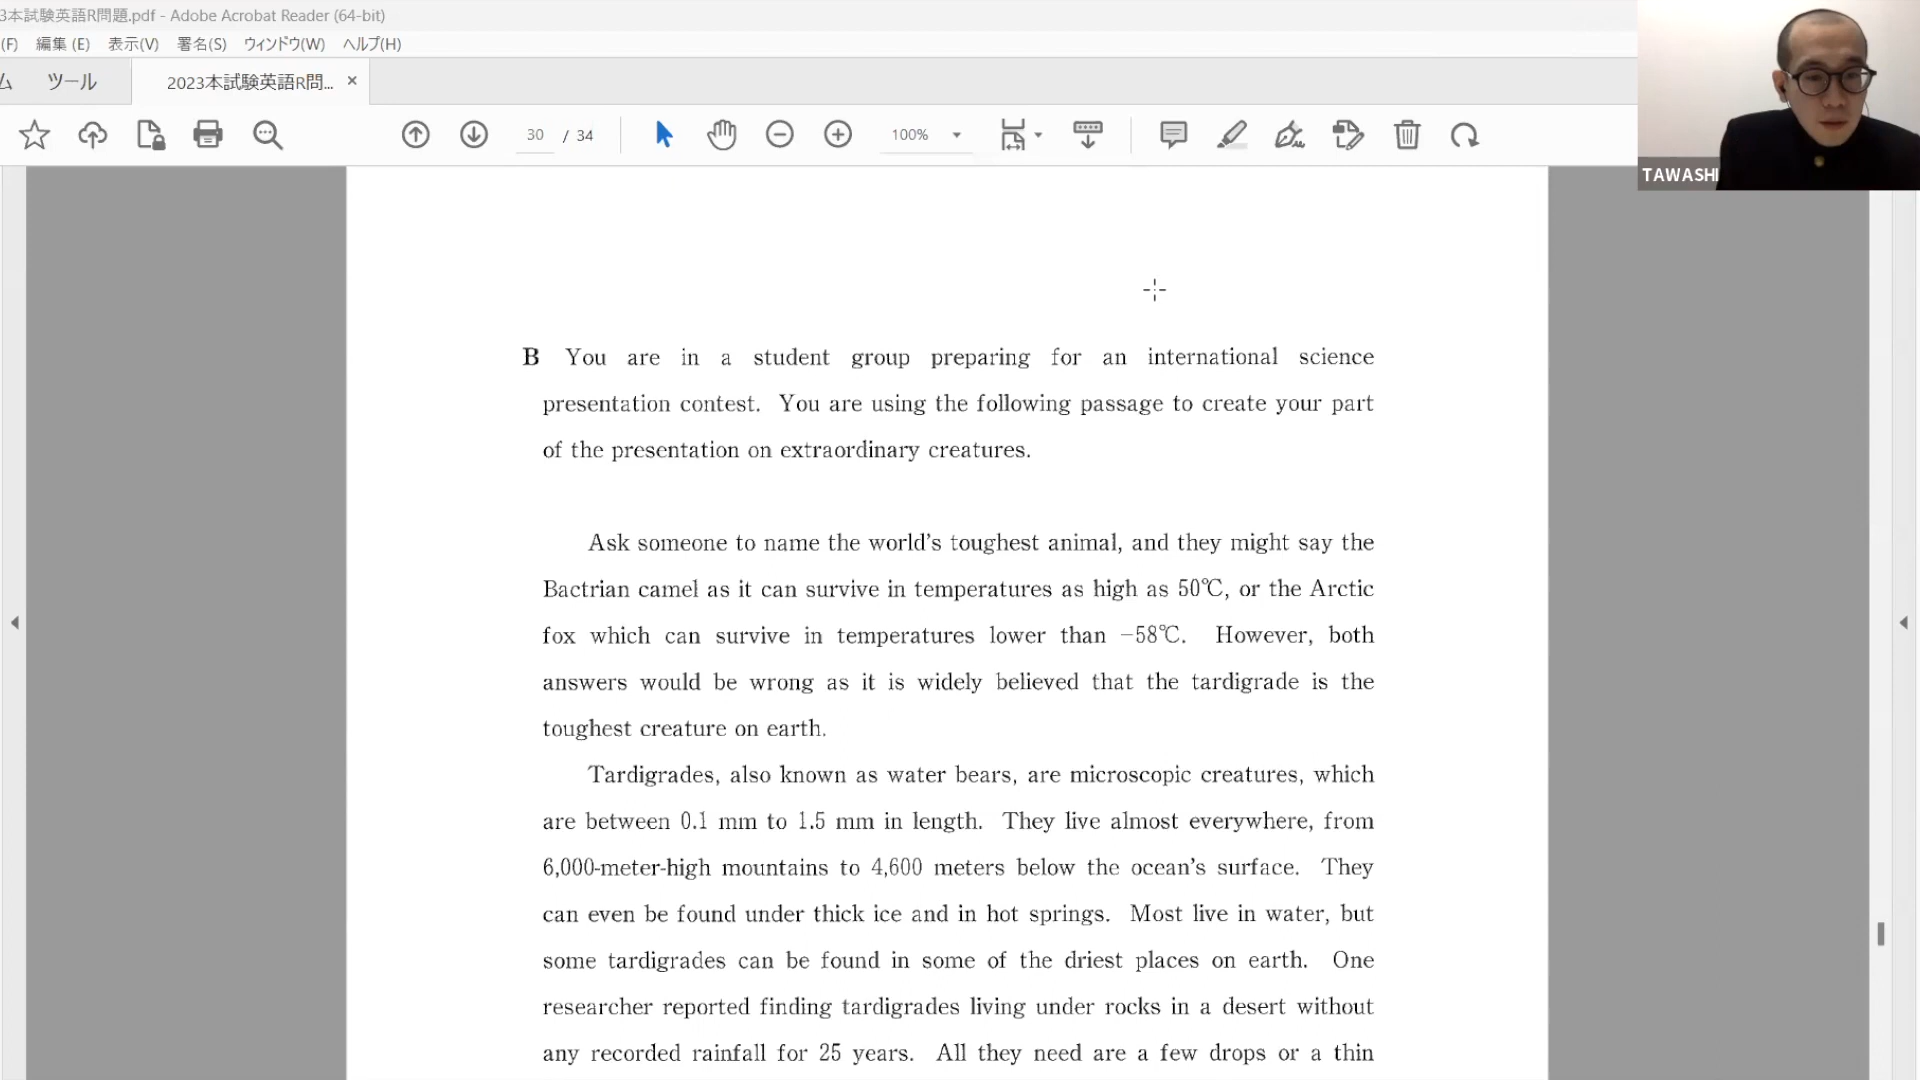 3本試験英語R問題.pdf - Adobe Acrobat Reader (64-bit)
(F) 編集 (E) 表示(V) 署名(S) ウィンドウ(W) ヘルプ(H)
ム ツール 2023本試験英語R問... ×
30 / 34 100%
TAWASHI
B You are in a student group preparing for an international science
presentation contest. You are using the following passage to create your part
of the presentation on extraordinary creatures.
Ask someone to name the world's toughest animal, and they might say the
Bactrian camel as it can survive in temperatures as high as 50℃, or the Arctic
fox which can survive in temperatures lower than −58℃. However, both
answers would be wrong as it is widely believed that the tardigrade is the
toughest creature on earth.
Tardigrades, also known as water bears, are microscopic creatures, which
are between 0.1 mm to 1.5 mm in length. They live almost everywhere, from
6,000-meter-high mountains to 4,600 meters below the ocean's surface. They
can even be found under thick ice and in hot springs. Most live in water, but
some tardigrades can be found in some of the driest places on earth. One
researcher reported finding tardigrades living under rocks in a desert without
any recorded rainfall for 25 years. All they need are a few drops or a thin